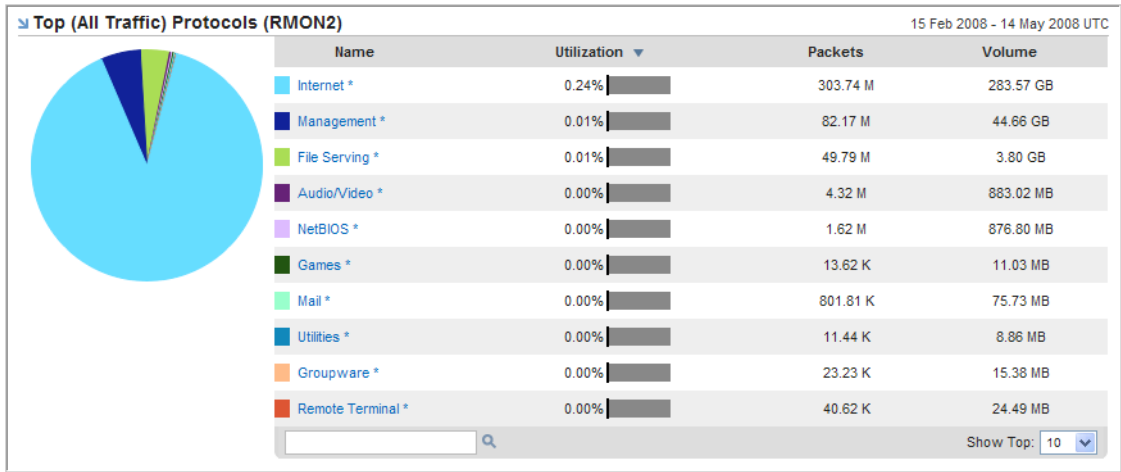 Top (All Traffic) Protocols (RMON2) 15 Feb 2008 - 14 May 2008 UTC
Name Utilization Packets Volume
Internet * 0.24% 303.74 M 283.57 GB
Management * 0.01% 82.17 M 44.66 GB
File Serving * 0.01% 49.79 M 3.80 GB
Audio/Video * 0.00% 4.32 M 883.02 MB
NetBIOS * 0.00% 1.62 M 876.80 MB
Games * 0.00% 13.62 K 11.03 MB
Mail * 0.00% 801.81 K 75.73 MB
Utilities * 0.00% 11.44 K 8.86 MB
Groupware * 0.00% 23.23 K 15.38 MB
Remote Terminal * 0.00% 40.62 K 24.49 MB
Show Top: 10